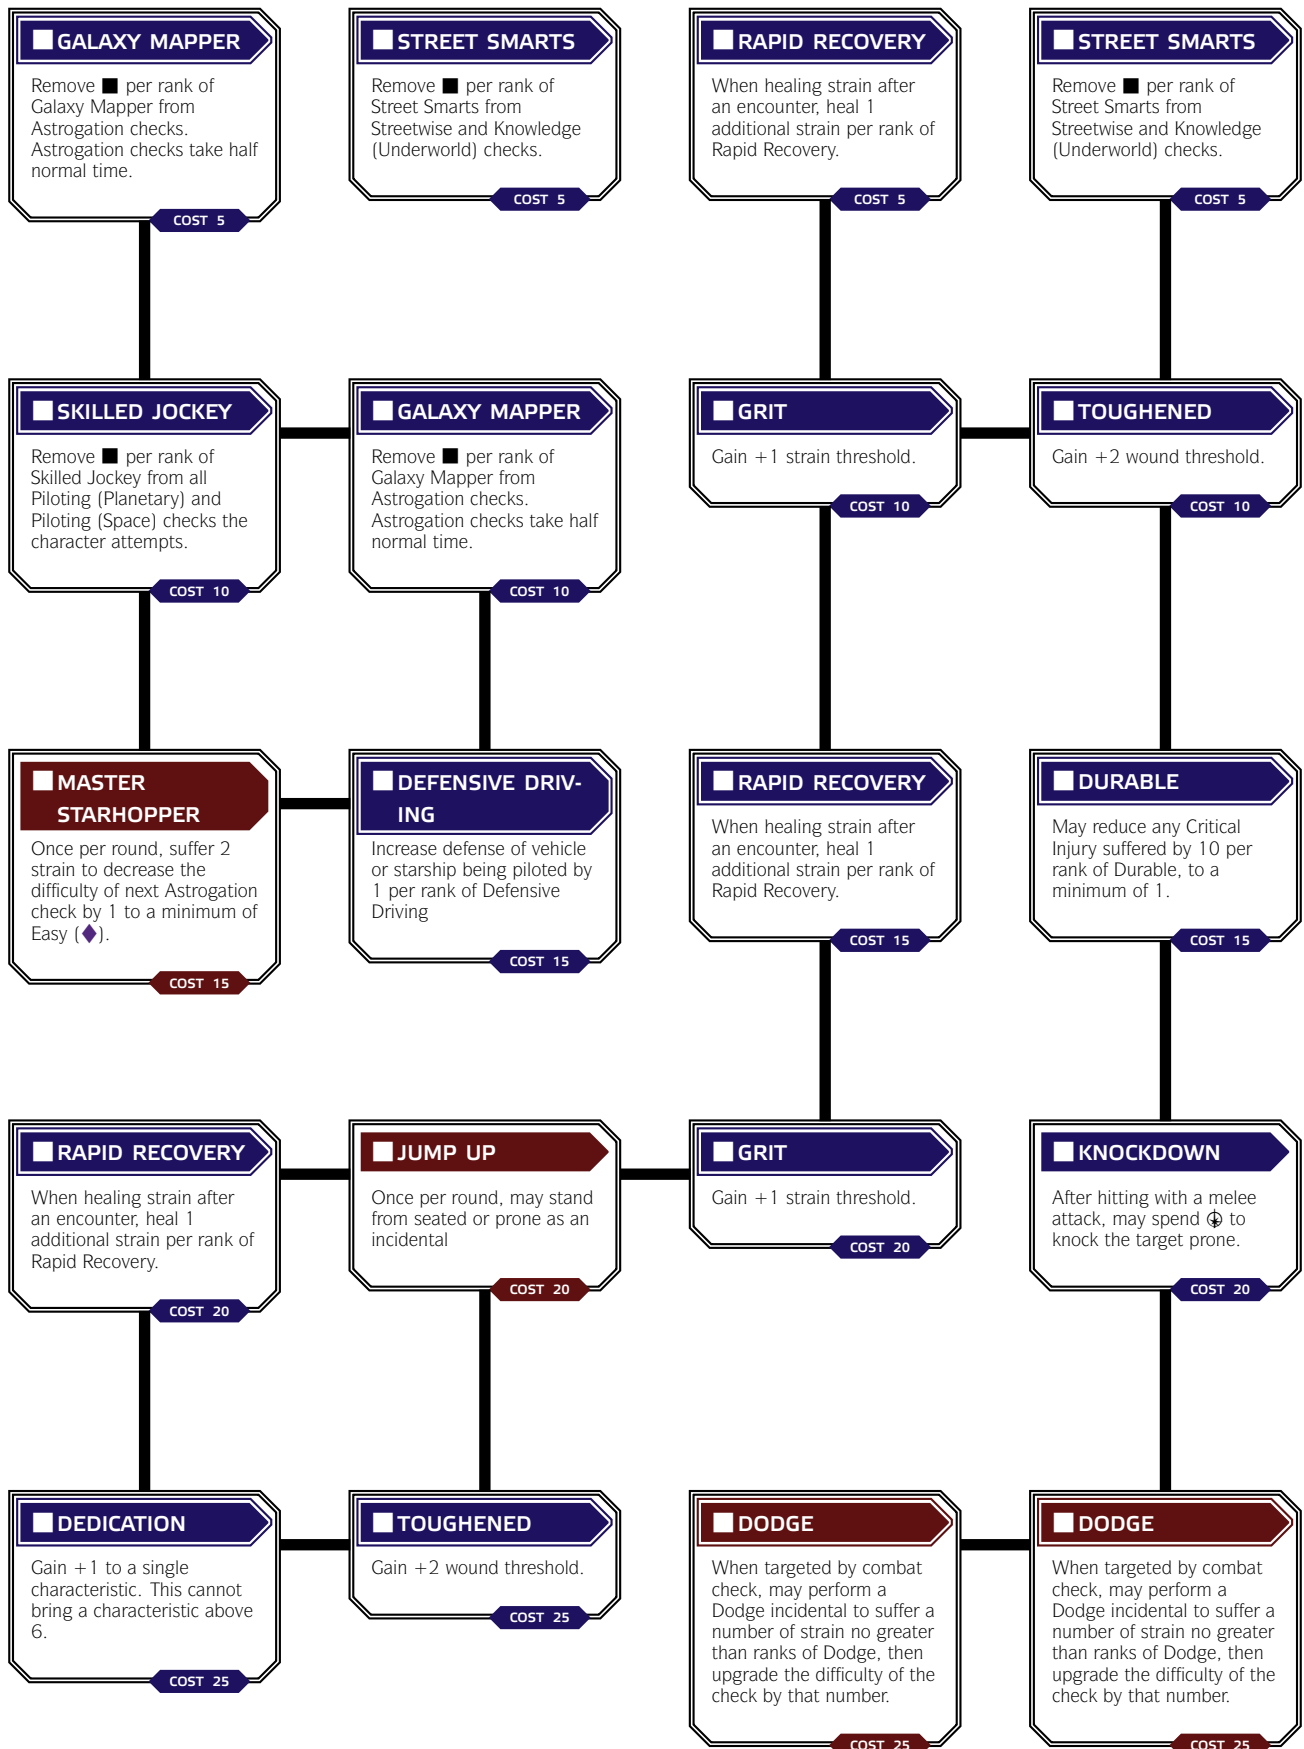 GALAXY MAPPER
Remove ■ per rank of
Galaxy Mapper from
Astrogation checks.
Astrogation checks take half
normal time.
COST 5
STREET SMARTS
Remove ■ per rank of
Street Smarts from
Streetwise and Knowledge
(Underworld) checks.
COST 5
RAPID RECOVERY
When healing strain after
an encounter, heal 1
additional strain per rank of
Rapid Recovery.
COST 5
STREET SMARTS
Remove ■ per rank of
Street Smarts from
Streetwise and Knowledge
(Underworld) checks.
COST 5
SKILLED JOCKEY
Remove ■ per rank of
Skilled Jockey from all
Piloting (Planetary) and
Piloting (Space) checks the
character attempts.
COST 10
GALAXY MAPPER
Remove ■ per rank of
Galaxy Mapper from
Astrogation checks.
Astrogation checks take half
normal time.
COST 10
GRIT
Gain +1 strain threshold.
COST 10
TOUGHENED
Gain +2 wound threshold.
COST 10
MASTER
STARHOPPER
Once per round, suffer 2
strain to decrease the
difficulty of next Astrogation
check by 1 to a minimum of
Easy (◆).
COST 15
DEFENSIVE DRIV-
ING
Increase defense of vehicle
or starship being piloted by
1 per rank of Defensive
Driving
COST 15
RAPID RECOVERY
When healing strain after
an encounter, heal 1
additional strain per rank of
Rapid Recovery.
COST 15
DURABLE
May reduce any Critical
Injury suffered by 10 per
rank of Durable, to a
minimum of 1.
COST 15
RAPID RECOVERY
When healing strain after
an encounter, heal 1
additional strain per rank of
Rapid Recovery.
COST 20
JUMP UP
Once per round, may stand
from seated or prone as an
incidental
COST 20
GRIT
Gain +1 strain threshold.
COST 20
KNOCKDOWN
After hitting with a melee
attack, may spend to
knock the target prone.
COST 20
DEDICATION
Gain +1 to a single
characteristic. This cannot
bring a characteristic above
6.
COST 25
TOUGHENED
Gain +2 wound threshold.
COST 25
DODGE
When targeted by combat
check, may perform a
Dodge incidental to suffer a
number of strain no greater
than ranks of Dodge, then
upgrade the difficulty of the
check by that number.
COST 25
DODGE
When targeted by combat
check, may perform a
Dodge incidental to suffer a
number of strain no greater
than ranks of Dodge, then
upgrade the difficulty of the
check by that number.
COST 25